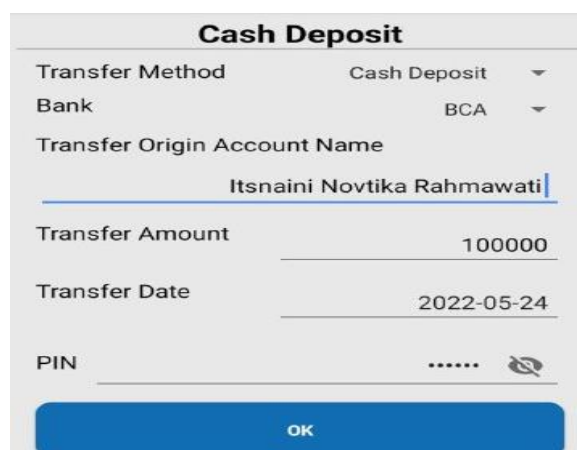 Cash Deposit
Transfer Method Cash Deposit
Bank BCA
Transfer Origin Account Name
Itsnaini Novtika Rahmawati
Transfer Amount 100000
Transfer Date 2022-05-24
PIN ••••••
OK